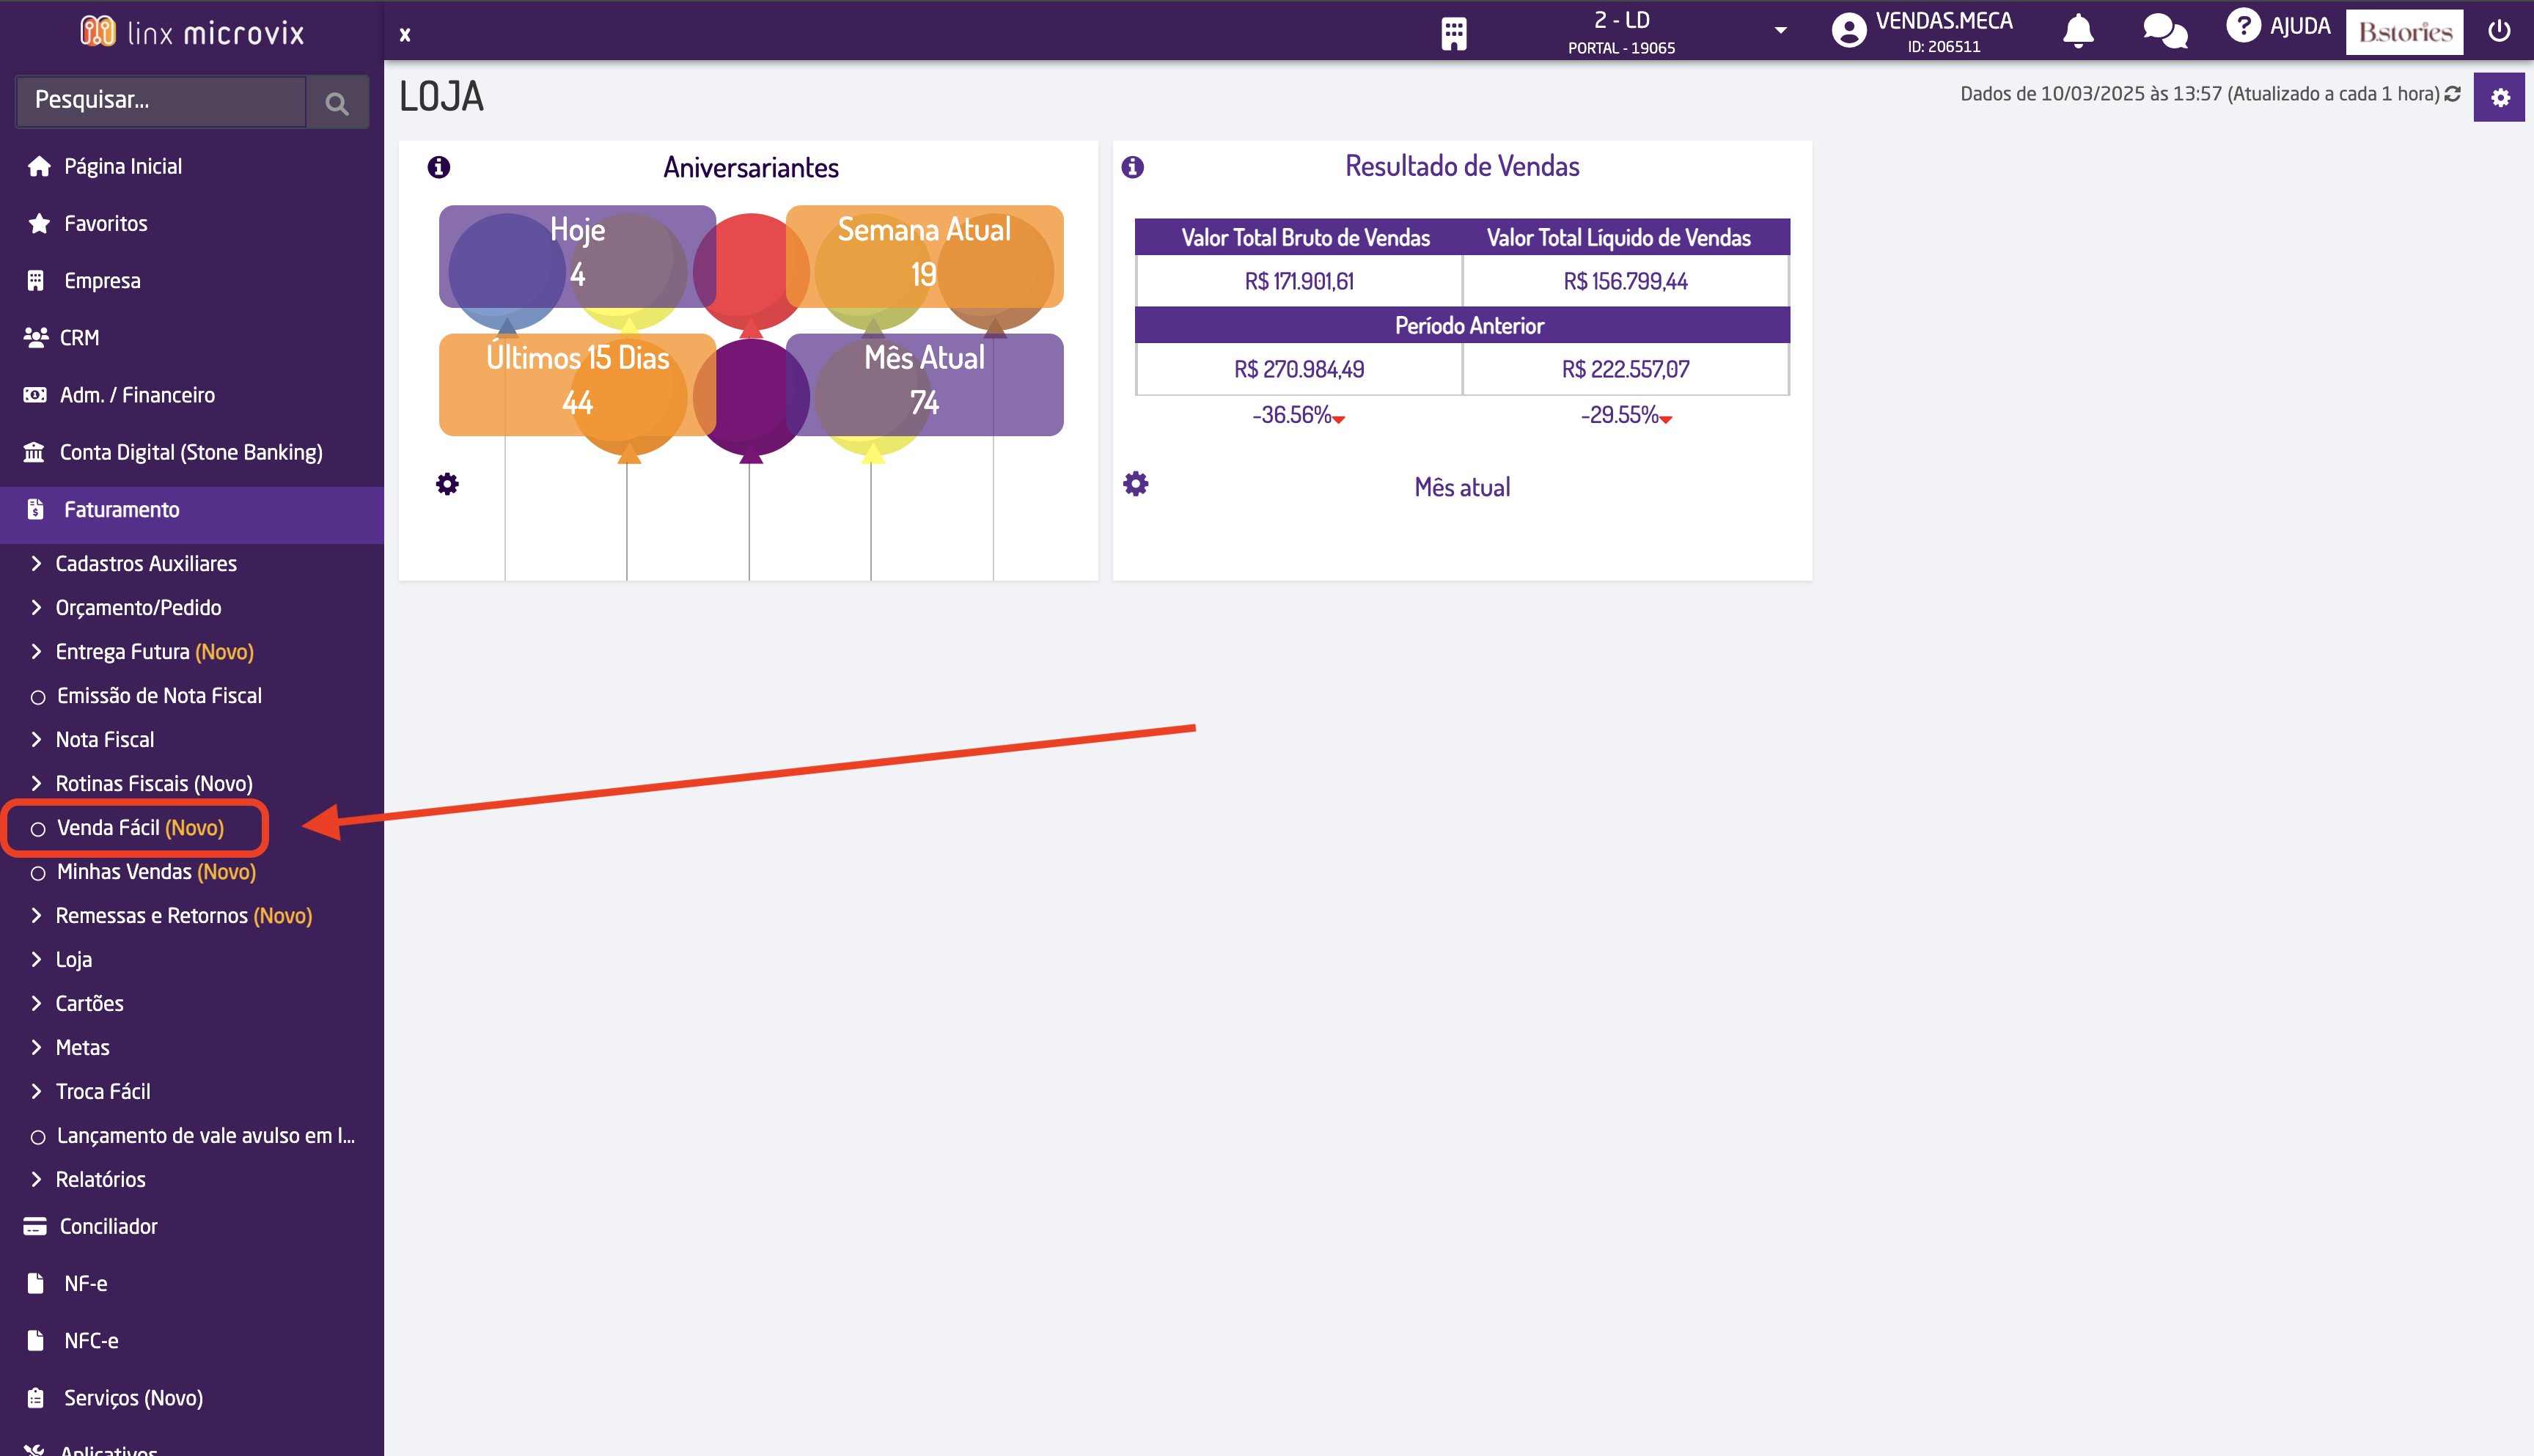 linx microvix
x
2 - LD
PORTAL - 19065
VENDAS.MECA
ID: 206511
? AJUDA
B.stories
Pesquisar...
LOJA
Dados de 10/03/2025 às 13:57 (Atualizado a cada 1 hora)
Página Inicial
Favoritos
Empresa
CRM
Adm. / Financeiro
Conta Digital (Stone Banking)
Faturamento
Cadastros Auxiliares
Orçamento/Pedido
Entrega Futura (Novo)
Emissão de Nota Fiscal
Nota Fiscal
Rotinas Fiscais (Novo)
Venda Fácil (Novo)
Minhas Vendas (Novo)
Remessas e Retornos (Novo)
Loja
Cartões
Metas
Troca Fácil
Lançamento de vale avulso em l...
Relatórios
Conciliador
NF-e
NFC-e
Serviços (Novo)
Aplicativos
Aniversariantes
Hoje
4
Semana Atual
19
Últimos 15 Dias
44
Mês Atual
74
Resultado de Vendas
Valor Total Bruto de Vendas Valor Total Líquido de Vendas
R$ 171.901,61 R$ 156.799,44
Período Anterior
R$ 270.984,49 R$ 222.557,07
-36.56% -29.55%
Mês atual